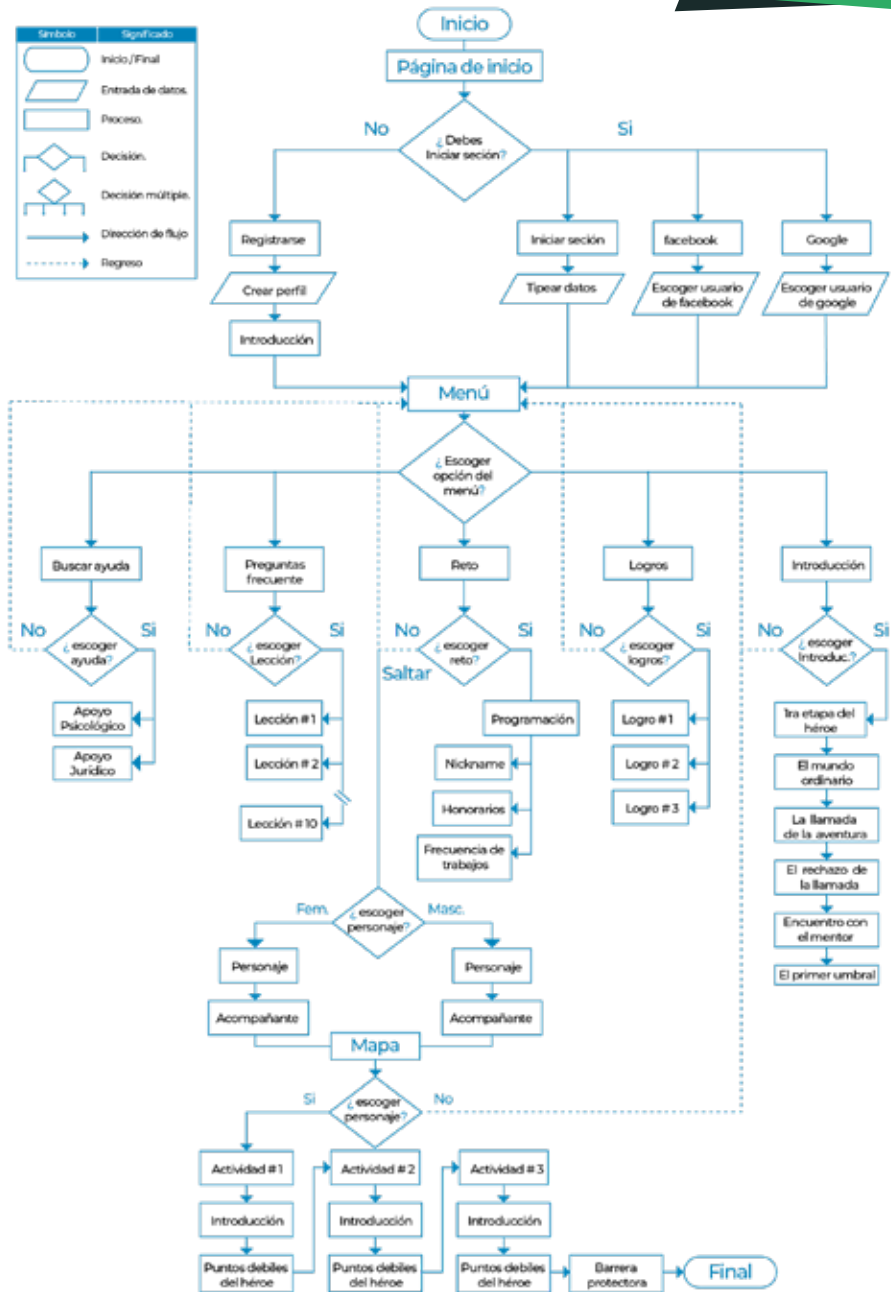 Inicio
Página de inicio
Símbolo Significado
Inicio/Final
Entrada de datos.
Proceso.
Decisión.
Decisión múltiple.
Dirección de flujo
Regreso
No
¿Debes
Iniciar seción?
Si
Registrarse
Iniciar seción
facebook
Google
Crear perfil
Tipear datos
Escoger usuario
de facebook
Escoger usuario
de google
Introducción
Menú
¿Escoger
opción del
menú?
Buscar ayuda
Preguntas
frecuente
Reto
Logros
Introducción
No
¿escoger
ayuda?
Si
No
¿escoger
Lección?
Si
No
Saltar
¿escoger
reto?
Si
No
¿escoger
logros?
Si
No
¿escoger
Introduc.?
Si
Apoyo
Psicológico
Apoyo
Jurídico
Lección #1
Lección # 2
Lección #10
Programación
Nickname
Honorarios
Frecuencia de
trabajos
Logro #1
Logro # 2
Logro # 3
1ra etapa del
héroe
El mundo
ordinario
La llamada
de la aventura
El rechazo de
la llamada
Encuentro con
el mentor
El primer umbral
Fem.
¿escoger
personaje?
Masc.
Personaje
Personaje
Acompañante
Acompañante
Mapa
Si
¿escoger
personaje?
No
Actividad #1
Actividad # 2
Actividad # 3
Introducción
Introducción
Introducción
Puntos debiles
del héroe
Puntos debiles
del héroe
Puntos debiles
del héroe
Barrera
protectora
Final